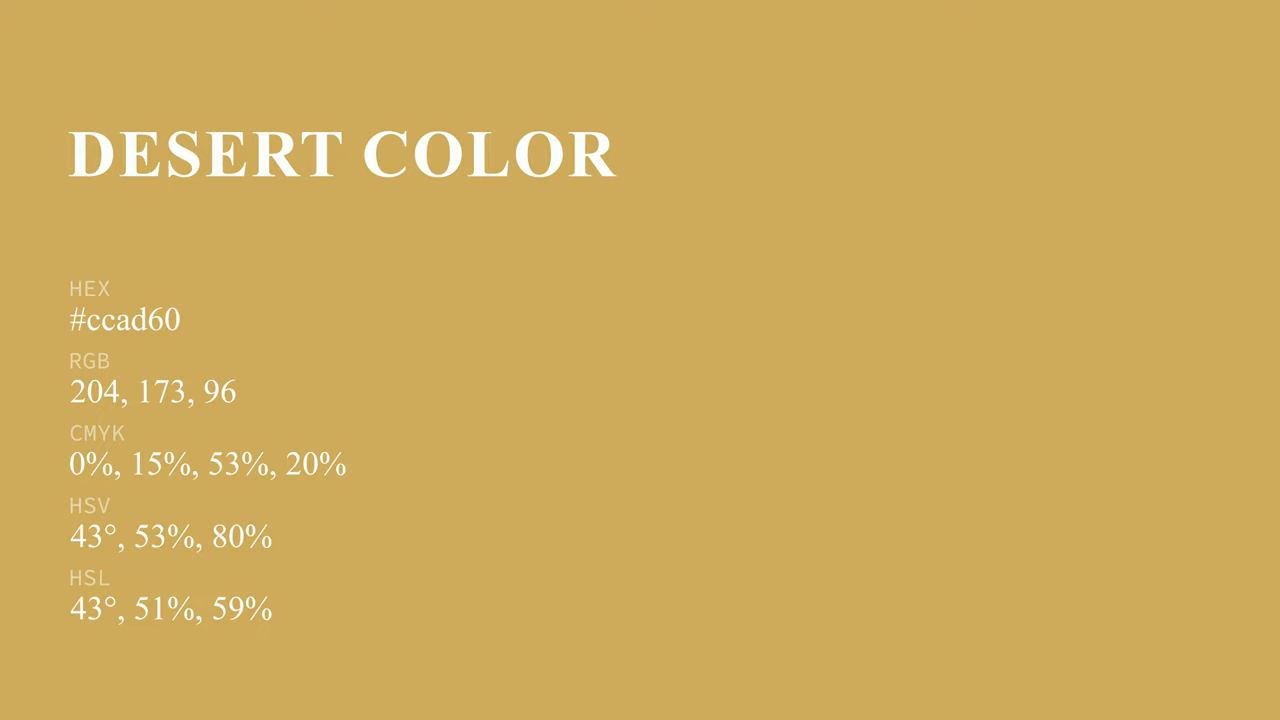 DESERT COLOR
HEX
#ccad60
RGB
204, 173, 96
CMYK
0%, 15%, 53%, 20%
HSV
43°, 53%, 80%
HSL
43°, 51%, 59%